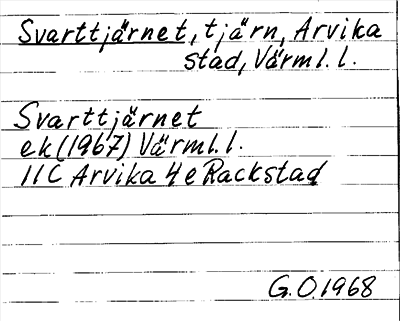 Svarttjärnet, tjärn, Arvika
stad, Värml.l.
Svarttjärnet
ek (1967) Värml.l.
11C Arvika 4e Rackstad
G.O.1968